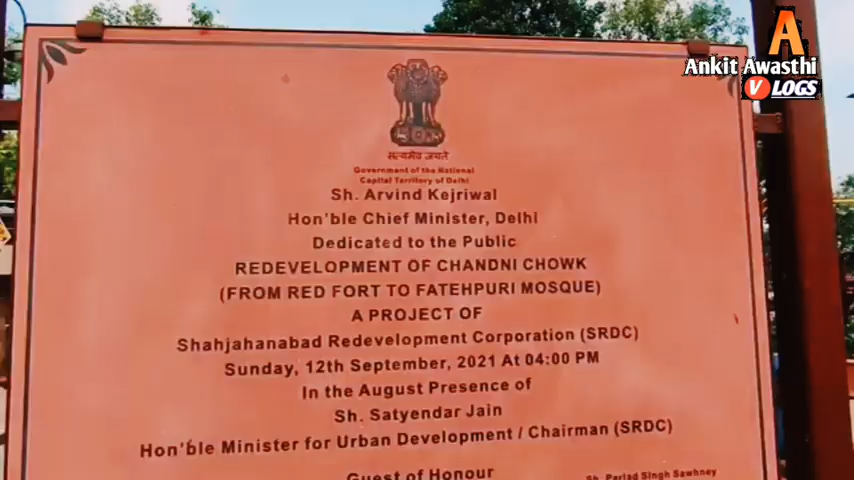 A
Ankit Awasthi
V LOGS
सत्यमेव जयते
Government of the National
Capital Territory of Delhi
Sh. Arvind Kejriwal
Hon'ble Chief Minister, Delhi
Dedicated to the Public
REDEVELOPMENT OF CHANDNI CHOWK
(FROM RED FORT TO FATEHPURI MOSQUE)
A PROJECT OF
Shahjahanabad Redevelopment Corporation (SRDC)
Sunday, 12th September, 2021 At 04:00 PM
In the August Presence of
Sh. Satyendar Jain
Hon'ble Minister for Urban Development / Chairman (SRDC)
Guest of Honour
Sh. Parlad Singh Sawhney